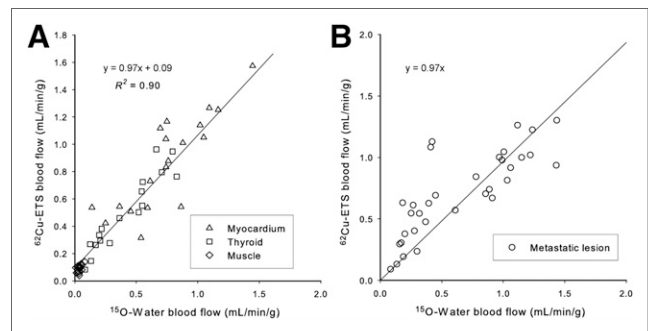 A
1.8
1.6
1.4
1.2
1.0
0.8
0.6
0.4
0.2
0.0
⁶²Cu-ETS blood flow (mL/min/g)
y = 0.97x + 0.09
R² = 0.90
Myocardium
Thyroid
Muscle
0.0 0.5 1.0 1.5 2.0
¹⁵O-Water blood flow (mL/min/g)
B
2.0
1.5
1.0
0.5
0.0
⁶²Cu-ETS blood flow (mL/min/g)
y = 0.97x
Metastatic lesion
0.0 0.5 1.0 1.5 2.0
¹⁵O-Water blood flow (mL/min/g)